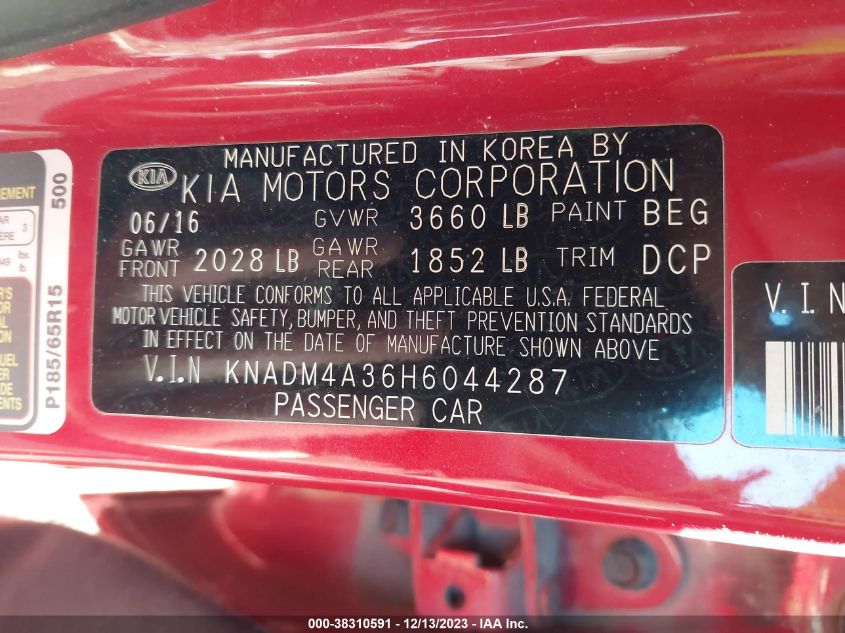 MANUFACTURED IN KOREA BY
KIA KIA MOTORS CORPORATION
06/16 GVWR 3660 LB PAINT BEG
GAWR FRONT 2028 LB GAWR REAR 1852 LB TRIM DCP
THIS VEHICLE CONFORMS TO ALL APPLICABLE U.S.A. FEDERAL
MOTOR VEHICLE SAFETY, BUMPER, AND THEFT PREVENTION STANDARDS
IN EFFECT ON THE DATE OF MANUFACTURE SHOWN ABOVE
V.I.N KNADM4A36H6044287
PASSENGER CAR
P185/65R15 500
V.I.N
000-38310591 - 12/13/2023 - IAA Inc.